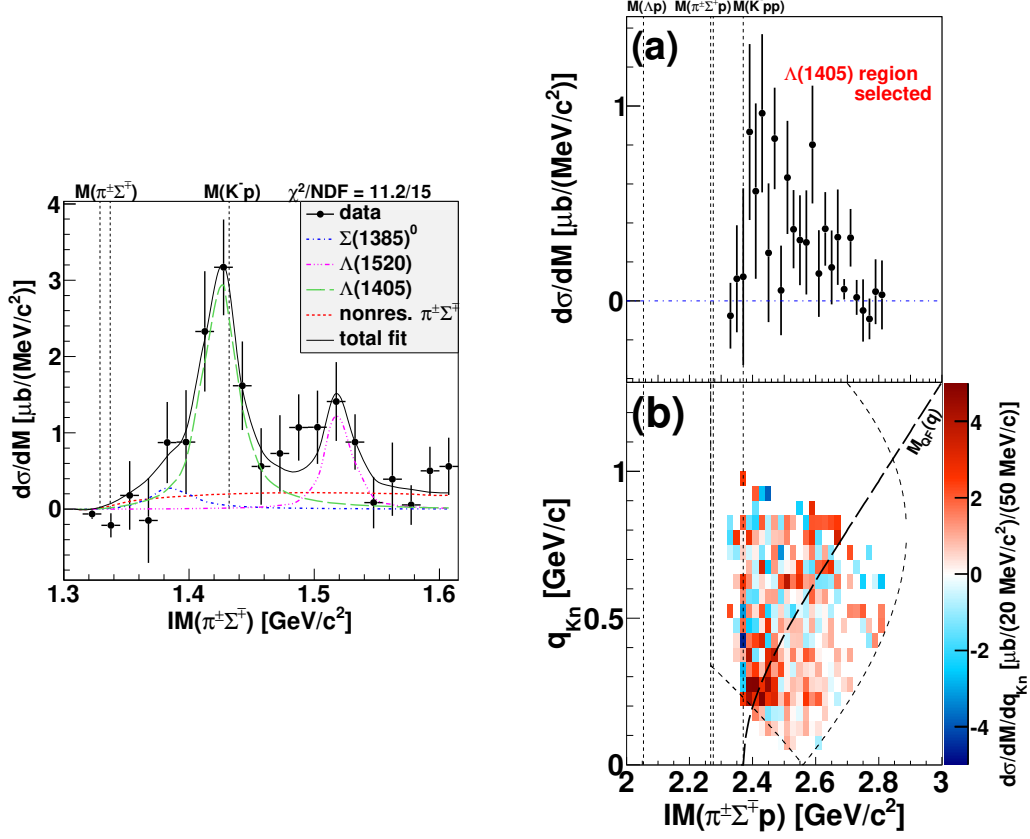 M(π±Σ∓)
M(K⁻p)
χ²/NDF = 11.2/15
data
Σ(1385)⁰
Λ(1520)
Λ(1405)
nonres. π±Σ∓
total fit
dσ/dM [μb/(MeV/c²)]
4
3
2
1
0
1.3
1.4
1.5
1.6
IM(π±Σ∓) [GeV/c²]
M(Λp)
M(π±Σ∓p)
M(K⁻pp)
(a)
Λ(1405) region
selected
dσ/dM [μb/(MeV/c²)]
1
0
(b)
M_QF(q)
q_Kn [GeV/c]
1
0.5
0
2
2.2
2.4
2.6
2.8
3
IM(π±Σ∓p) [GeV/c²]
4
2
0
-2
-4
dσ/dM/dq_Kn [μb/(20 MeV/c²)/(50 MeV/c)]